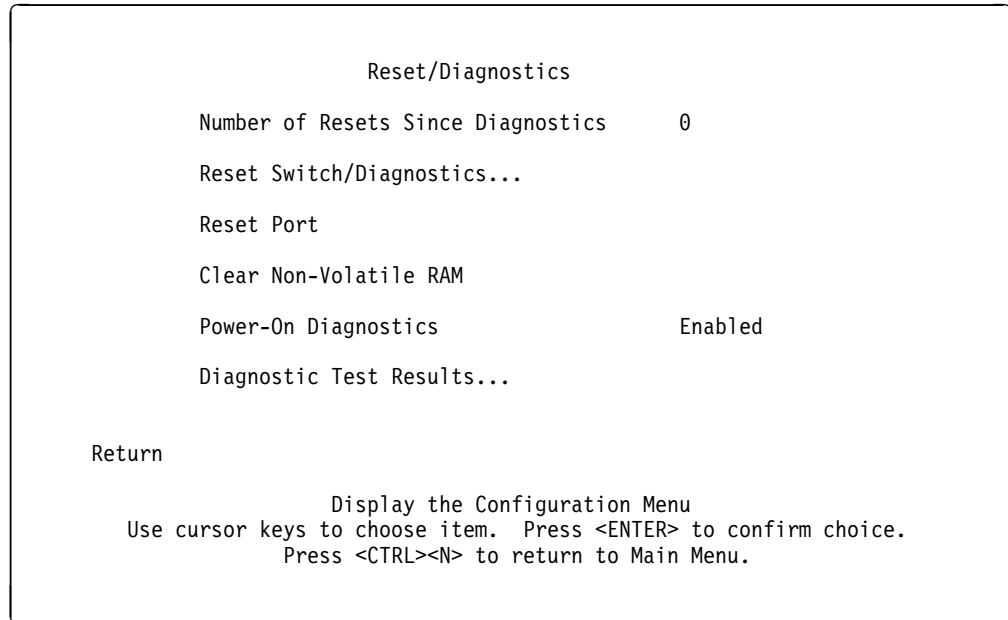 Reset/Diagnostics
Number of Resets Since Diagnostics 0
Reset Switch/Diagnostics...
Reset Port
Clear Non-Volatile RAM
Power-On Diagnostics Enabled
Diagnostic Test Results...
Return
Display the Configuration Menu
Use cursor keys to choose item. Press <ENTER> to confirm choice.
Press <CTRL><N> to return to Main Menu.